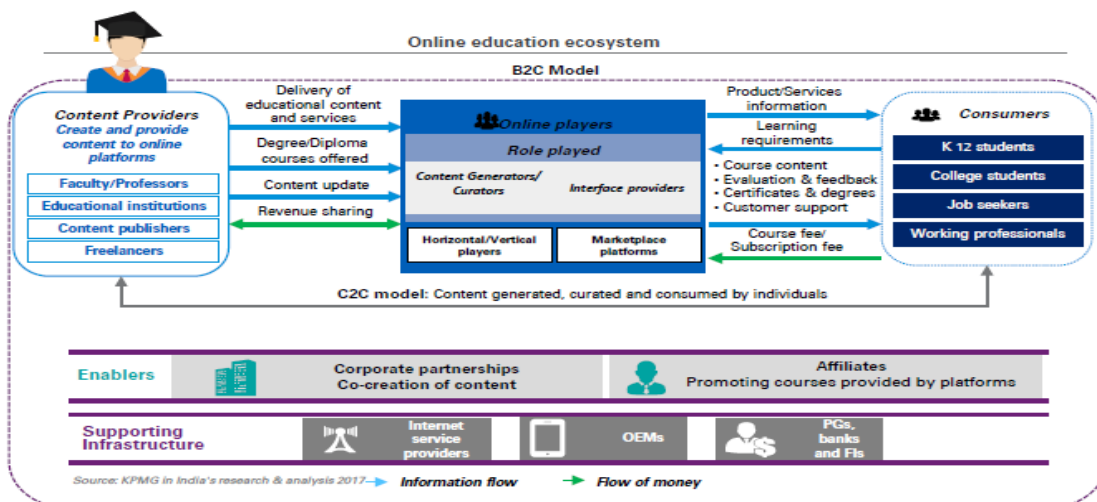 Online education ecosystem
B2C Model
Content Providers
Create and provide
content to online
platforms
Faculty/Professors
Educational institutions
Content publishers
Freelancers
Delivery of
educational content
and services
Degree/Diploma
courses offered
Content update
Revenue sharing
Online players
Role played
Content Generators/
Curators
Interface providers
Horizontal/Vertical
players
Marketplace
platforms
Product/Services
information
Learning
requirements
• Course content
• Evaluation & feedback
• Certificates & degrees
• Customer support
Course fee/
Subscription fee
Consumers
K 12 students
College students
Job seekers
Working professionals
C2C model: Content generated, curated and consumed by individuals
Enablers
Corporate partnerships
Co-creation of content
Affiliates
Promoting courses provided by platforms
Supporting
Infrastructure
Internet
service
providers
OEMs
PGs,
banks
and FIs
Source: KPMG in India's research & analysis 2017
Information flow
Flow of money